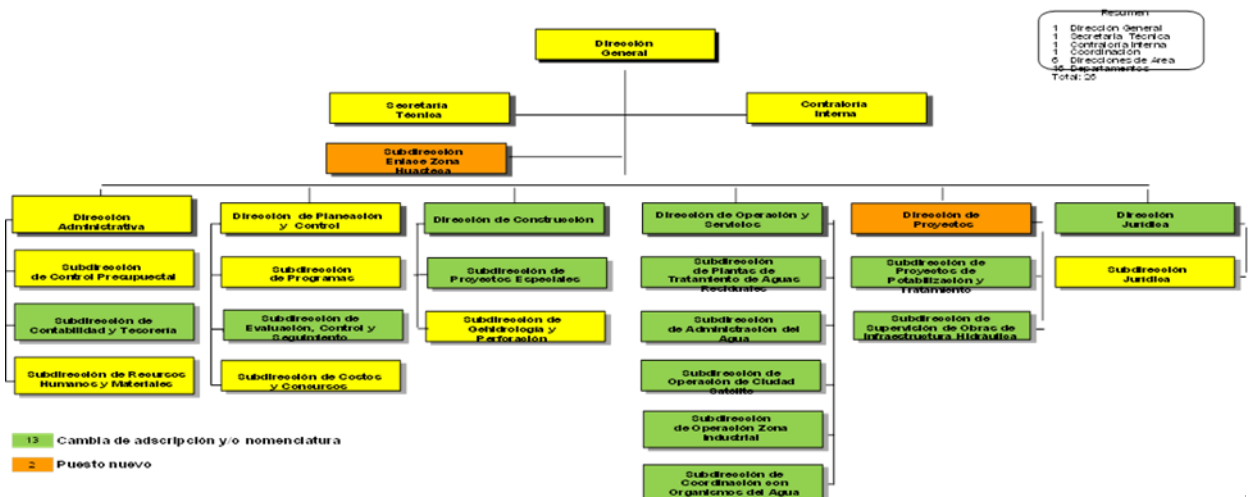 Resumen
1 Dirección General
1 Secretaría Técnica
1 Contraloría Interna
1 Coordinación
6 Direcciones de Area
Departamentos
Total:
Dirección
General
Secretaría
Técnica
Contraloría
Interna
Subdirección
Enlace Zona
Huasteca
Dirección
Administrativa
Subdirección
de Control Presupuestal
Subdirección de
Contabilidad y Tesorería
Subdirección de Recursos
Humanos y Materiales
Dirección de Planeación
y Control
Subdirección
de Programas
Subdirección de
Evaluación, Control y
Seguimiento
Subdirección de Costos
y Concursos
Dirección de Construcción
Subdirección de
Proyectos Especiales
Subdirección de
Gehidrología y
Perforación
Dirección de Operación y
Servicios
Subdirección
de Plantas de
Tratamiento de Aguas
Residuales
Subdirección
de Administración del
Agua
Subdirección de
Operación de Ciudad
Satélite
Subdirección
de Operación Zona
Industrial
Subdirección de
Coordinación con
Organismos del Agua
Dirección de
Proyectos
Subdirección de
Proyectos de
Potabilización y
Tratamiento
Subdirección de
Supervisión de Obras de
Infraestructura Hidráulica
Dirección
Jurídica
Subdirección
Jurídica
13 Cambia de adscripción y/o nomenclatura
2 Puesto nuevo